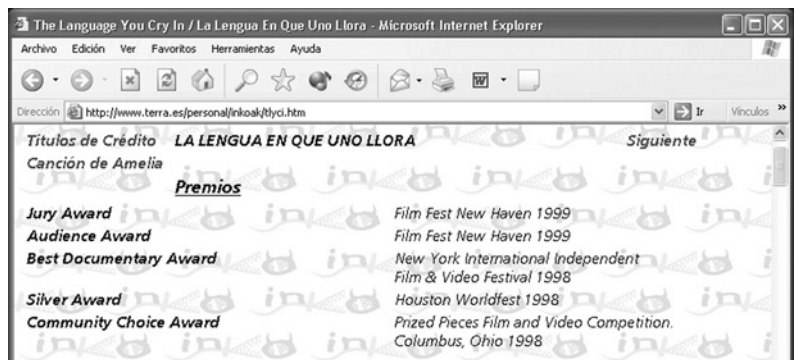 The Language You Cry In / La Lengua En Que Uno Llora - Microsoft Internet Explorer
Archivo Edición Ver Favoritos Herramientas Ayuda
Dirección http://www.terra.es/personal/inkoak/tlyci.htm Ir Vínculos »
Títulos de Crédito LA LENGUA EN QUE UNO LLORA Siguiente
Canción de Amelia
Premios
Jury Award Film Fest New Haven 1999
Audience Award Film Fest New Haven 1999
Best Documentary Award New York International Independent
Film & Video Festival 1998
Silver Award Houston Worldfest 1998
Community Choice Award Prized Pieces Film and Video Competition.
Columbus, Ohio 1998